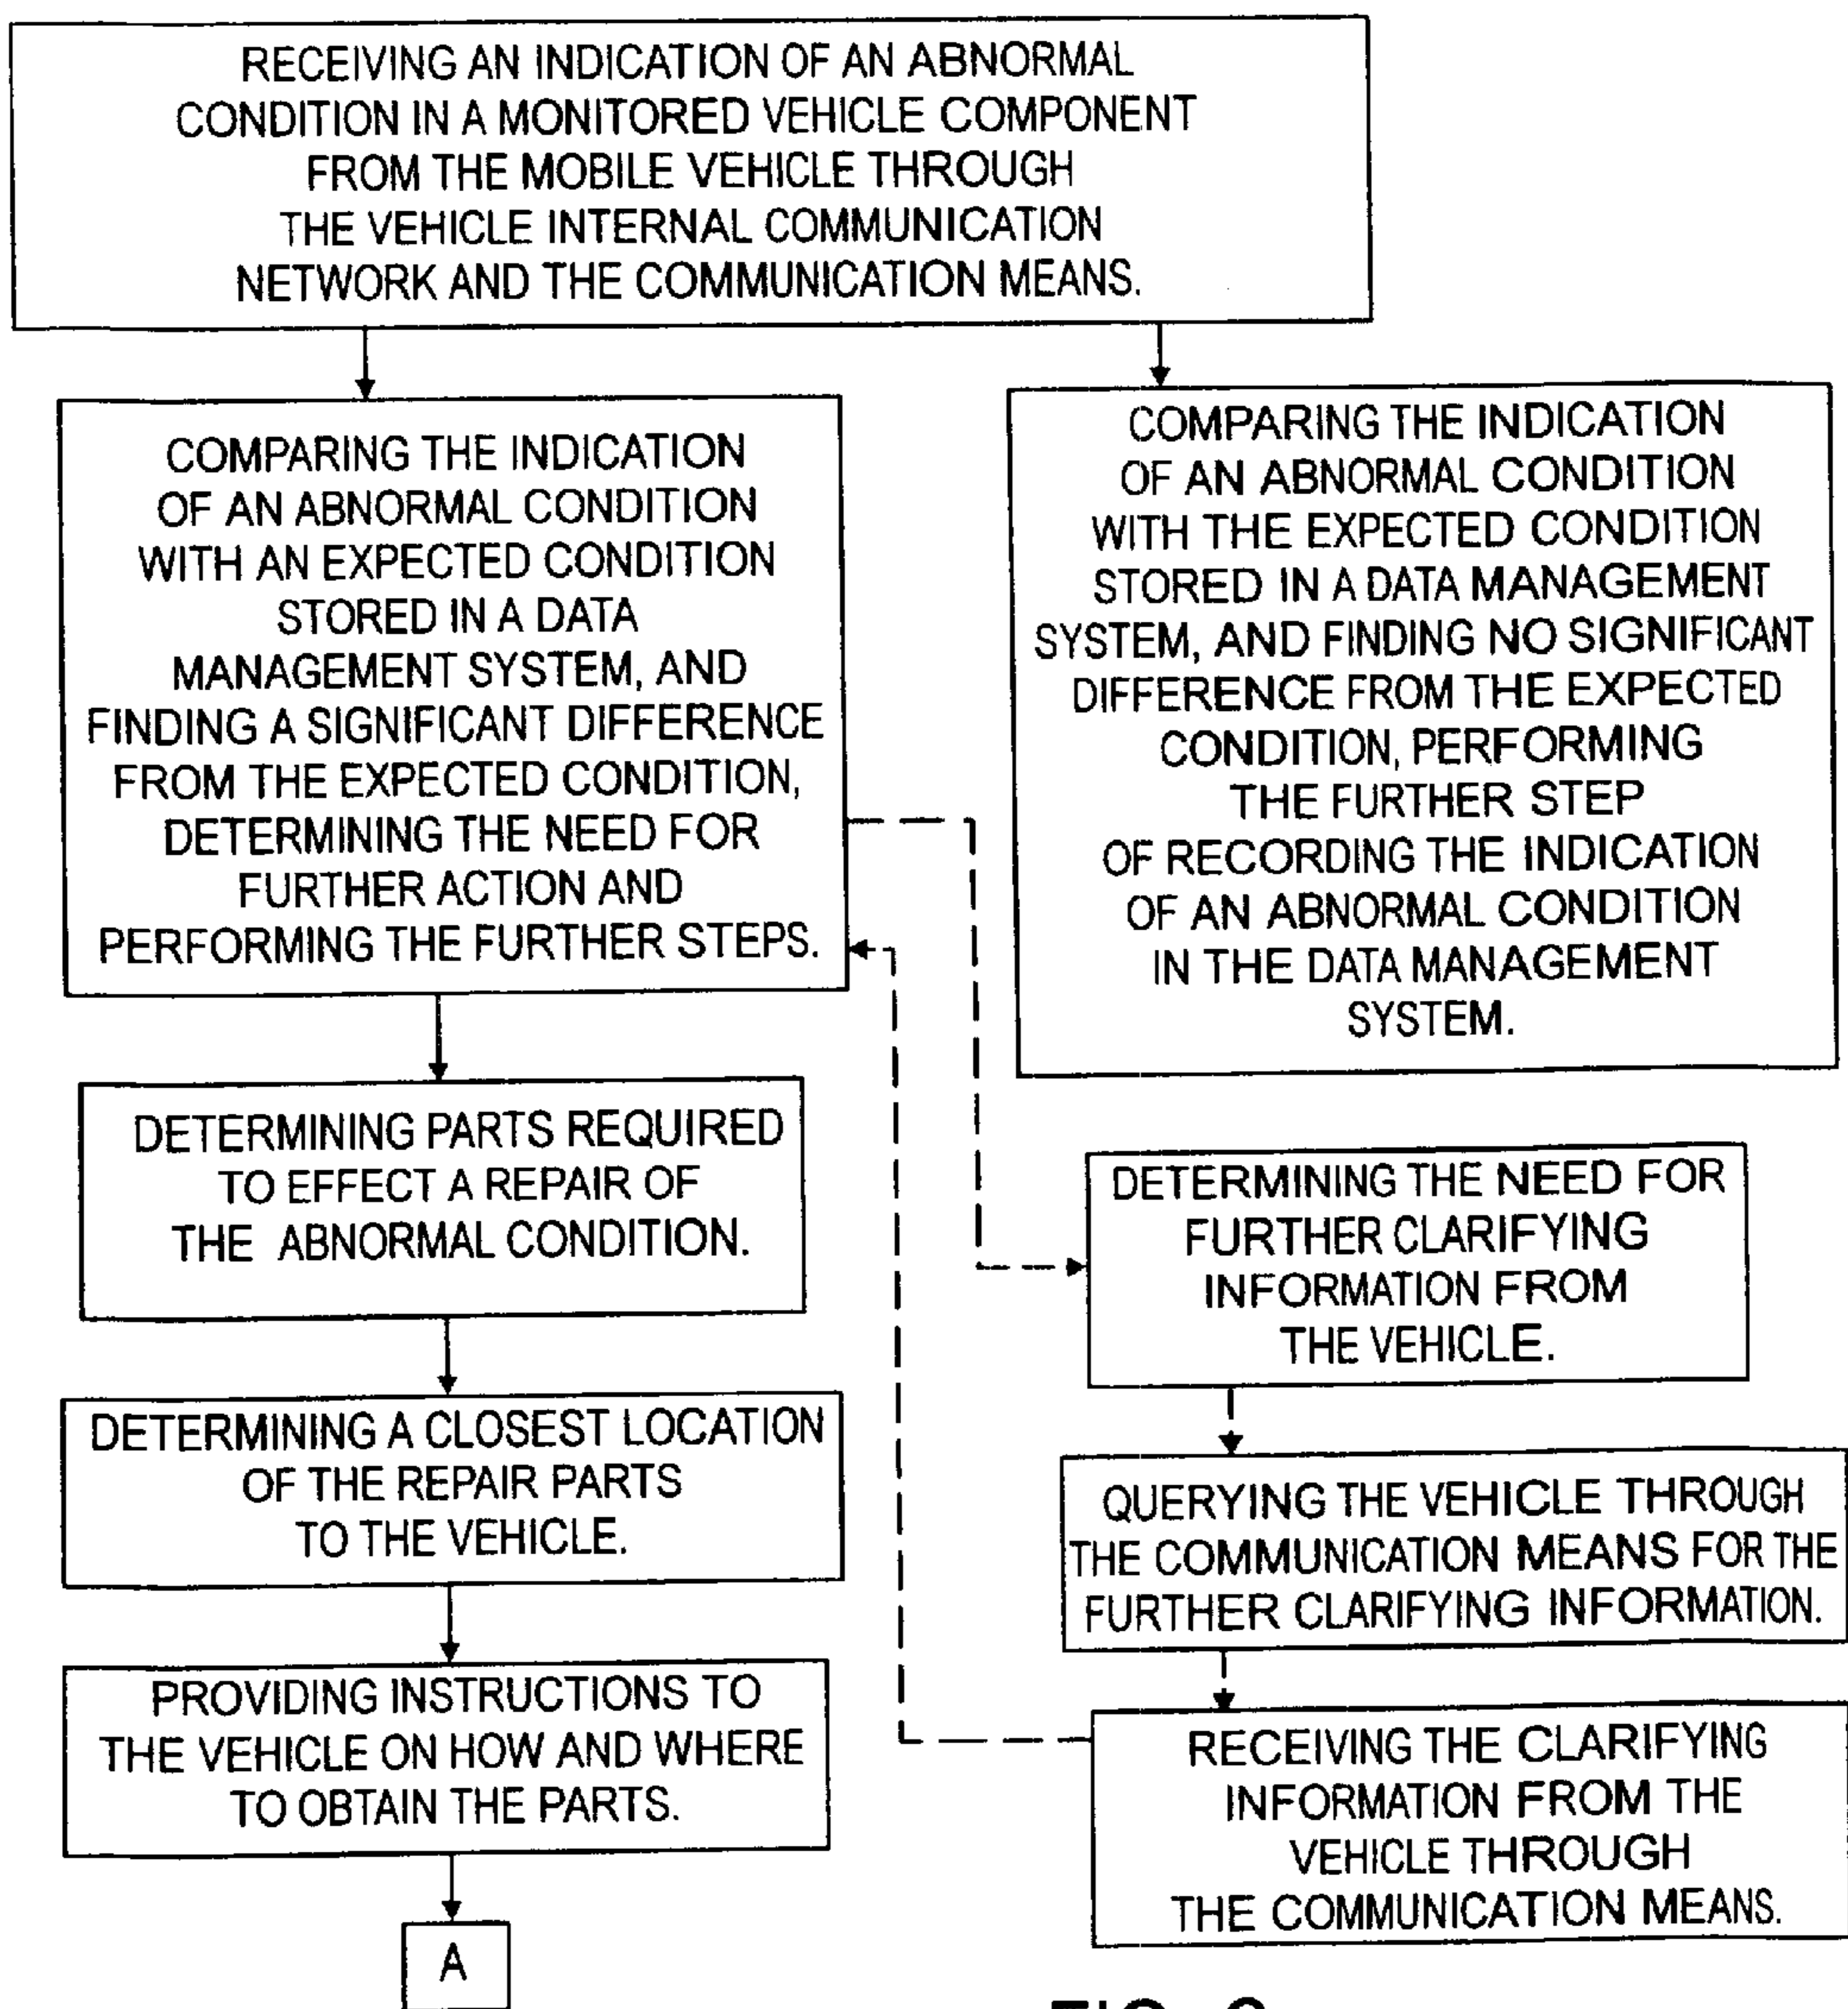 RECEIVING AN INDICATION OF AN ABNORMAL
CONDITION IN A MONITORED VEHICLE COMPONENT
FROM THE MOBILE VEHICLE THROUGH
THE VEHICLE INTERNAL COMMUNICATION
NETWORK AND THE COMMUNICATION MEANS.
COMPARING THE INDICATION
OF AN ABNORMAL CONDITION
WITH AN EXPECTED CONDITION
STORED IN A DATA
MANAGEMENT SYSTEM, AND
FINDING A SIGNIFICANT DIFFERENCE
FROM THE EXPECTED CONDITION,
DETERMINING THE NEED FOR
FURTHER ACTION AND
PERFORMING THE FURTHER STEPS.
COMPARING THE INDICATION
OF AN ABNORMAL CONDITION
WITH THE EXPECTED CONDITION
STORED IN A DATA MANAGEMENT
SYSTEM, AND FINDING NO SIGNIFICANT
DIFFERENCE FROM THE EXPECTED
CONDITION, PERFORMING
THE FURTHER STEP
OF RECORDING THE INDICATION
OF AN ABNORMAL CONDITION
IN THE DATA MANAGEMENT
SYSTEM.
DETERMINING PARTS REQUIRED
TO EFFECT A REPAIR OF
THE ABNORMAL CONDITION.
DETERMINING A CLOSEST LOCATION
OF THE REPAIR PARTS
TO THE VEHICLE.
PROVIDING INSTRUCTIONS TO
THE VEHICLE ON HOW AND WHERE
TO OBTAIN THE PARTS.
A
DETERMINING THE NEED FOR
FURTHER CLARIFYING
INFORMATION FROM
THE VEHICLE.
QUERYING THE VEHICLE THROUGH
THE COMMUNICATION MEANS FOR THE
FURTHER CLARIFYING INFORMATION.
RECEIVING THE CLARIFYING
INFORMATION FROM THE
VEHICLE THROUGH
THE COMMUNICATION MEANS.